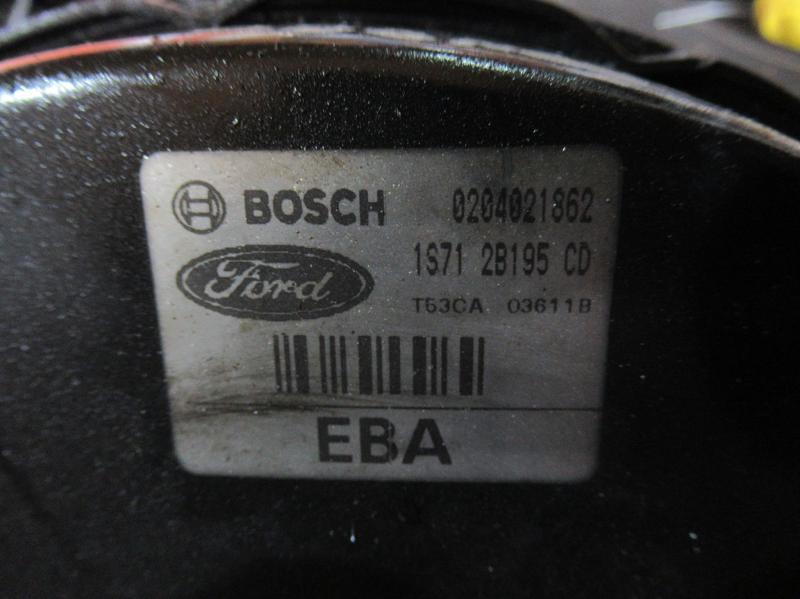 BOSCH 0204021862
Ford 1S71 2B195 CD
T53CA 03611B
EBA